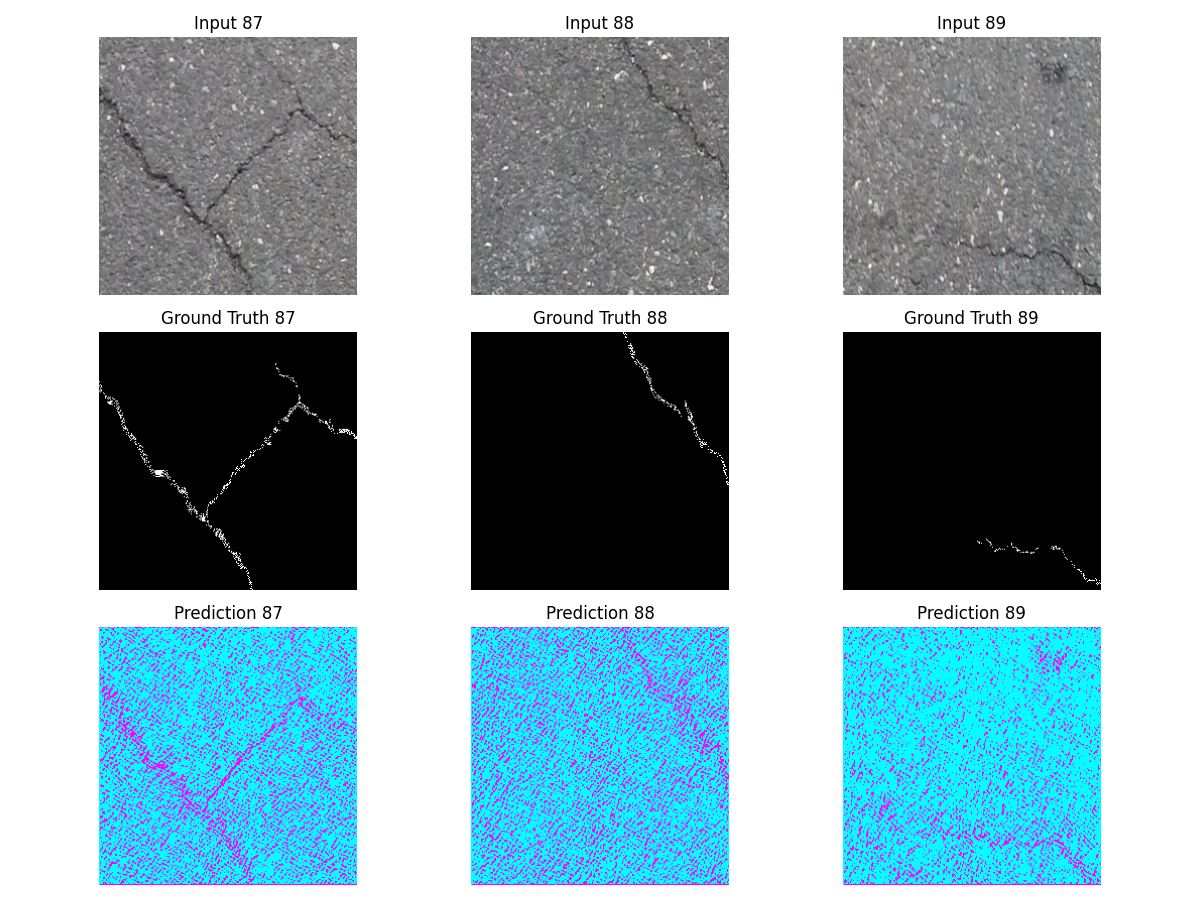 Input 87
Input 88
Input 89
Ground Truth 87
Ground Truth 88
Ground Truth 89
Prediction 87
Prediction 88
Prediction 89